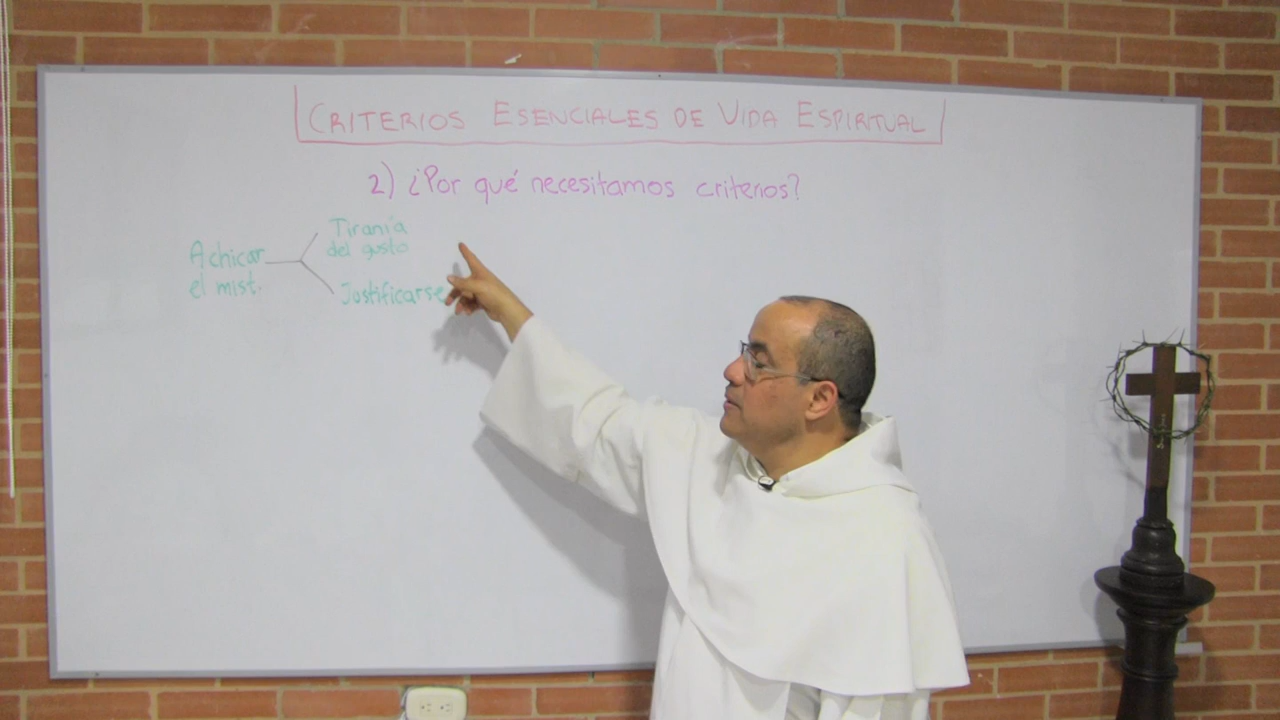 CRITERIOS ESENCIALES DE VIDA ESPIRITUAL
2) ¿Por qué necesitamos criterios?
Achicar
el mist.
Tiranía
del gusto
Justificarse